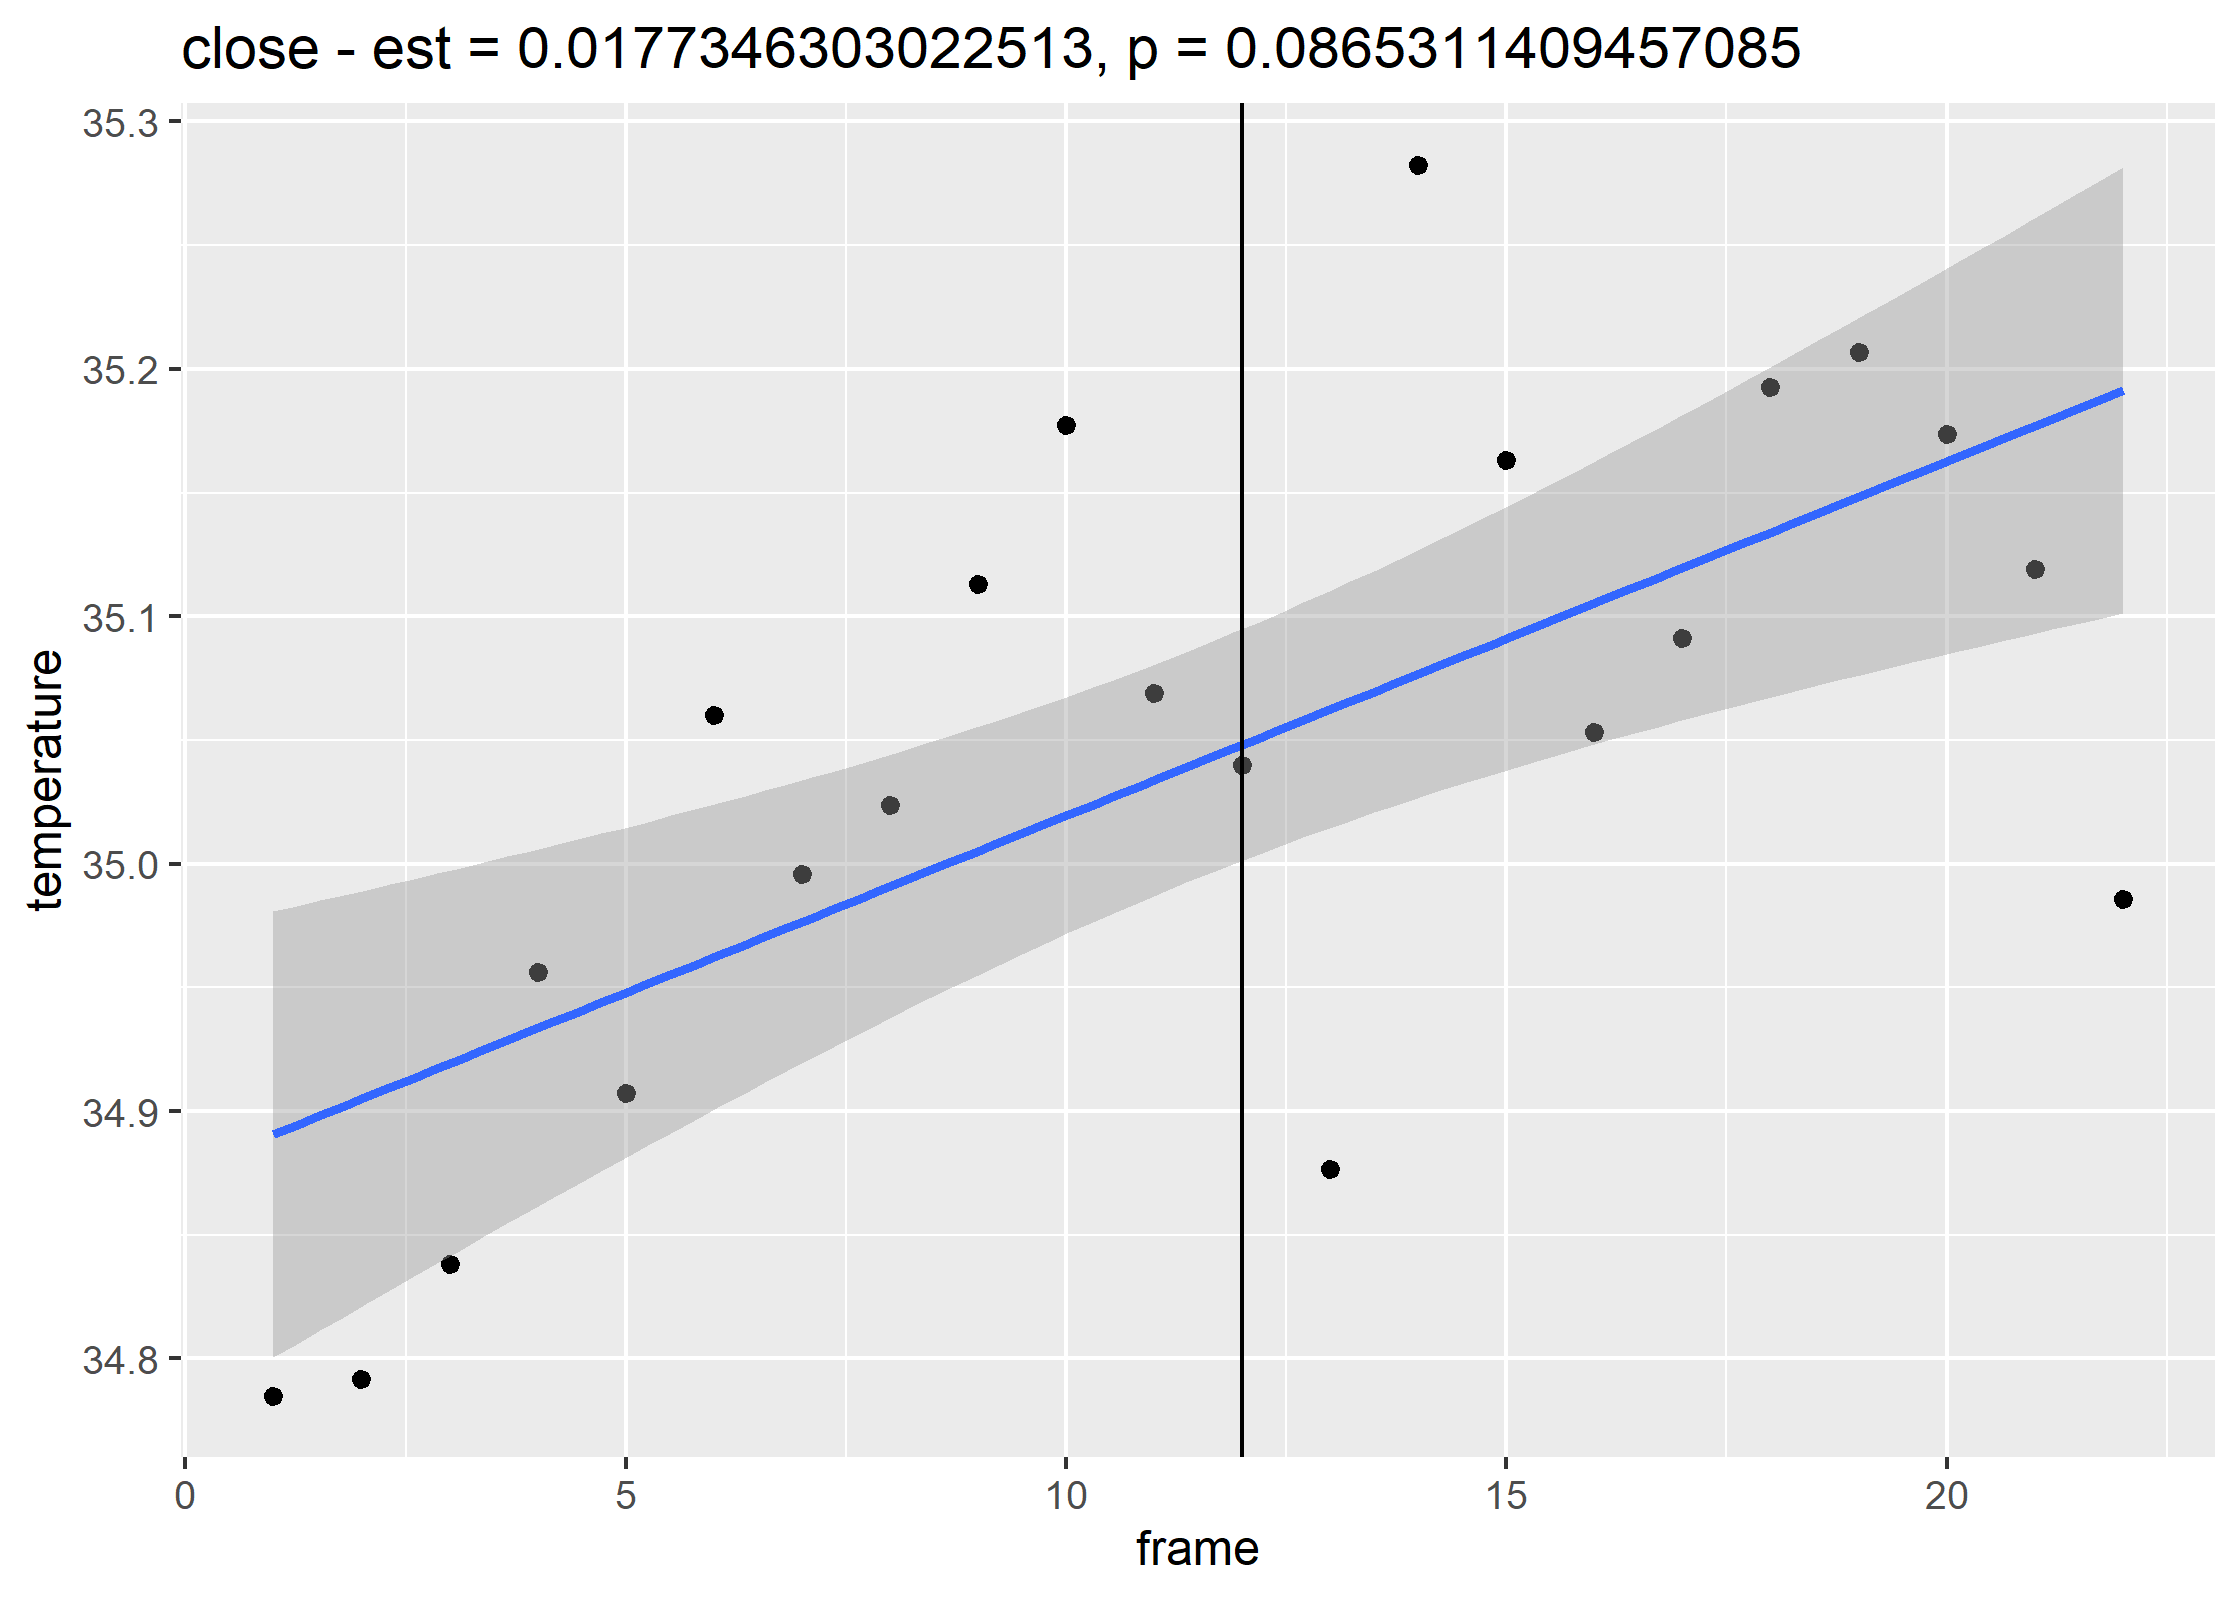 close - est = 0.0177346303022513, p = 0.0865311409457085
35.3
35.2
35.1
35.0
34.9
34.8
temperature
0 5 10 15 20
frame